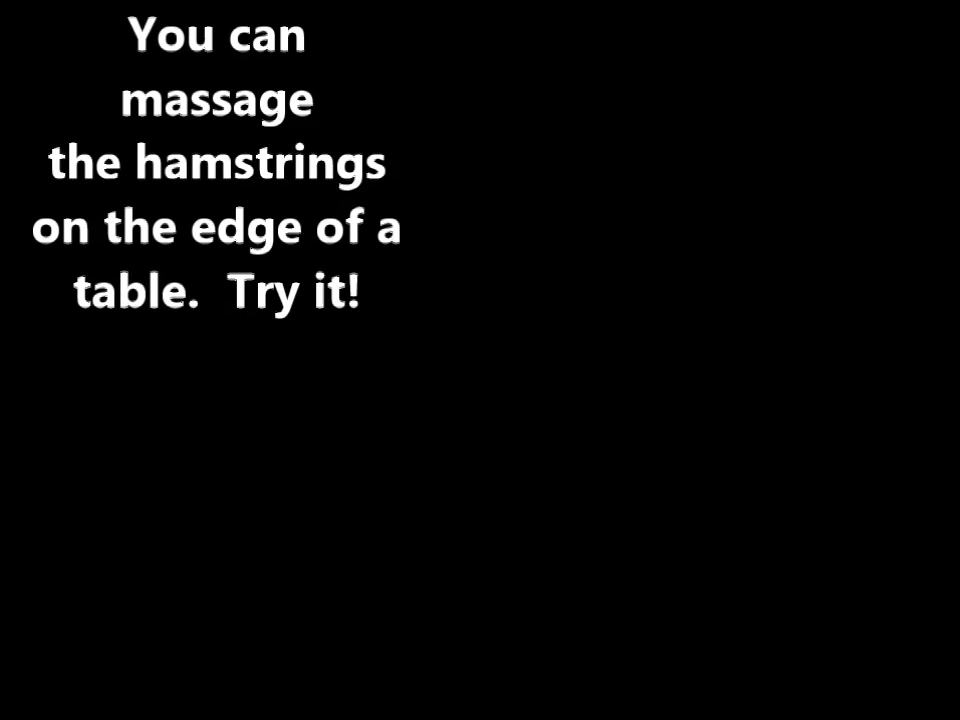 You can
massage
the hamstrings
on the edge of a
table.  Try it!